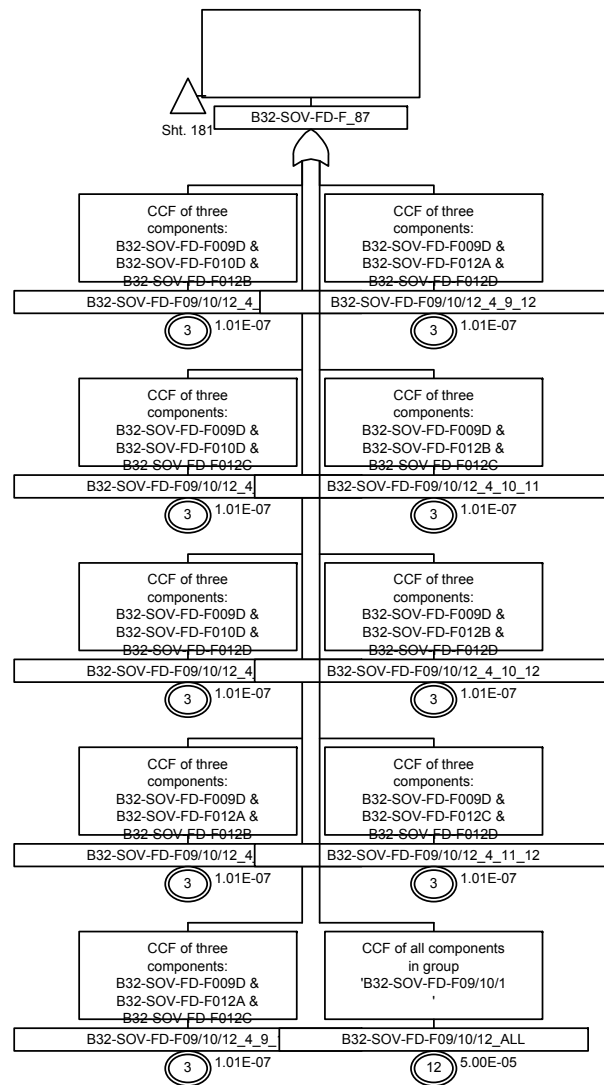 Sht. 181
B32-SOV-FD-F_87
CCF of three
components:
B32-SOV-FD-F009D &
B32-SOV-FD-F010D &
B32-SOV-FD-F012B
B32-SOV-FD-F09/10/12_4_
3
1.01E-07
CCF of three
components:
B32-SOV-FD-F009D &
B32-SOV-FD-F012A &
B32-SOV-FD-F012D
B32-SOV-FD-F09/10/12_4_9_12
3
1.01E-07
CCF of three
components:
B32-SOV-FD-F009D &
B32-SOV-FD-F010D &
B32-SOV-FD-F012C
B32-SOV-FD-F09/10/12_4_
3
1.01E-07
CCF of three
components:
B32-SOV-FD-F009D &
B32-SOV-FD-F012B &
B32-SOV-FD-F012C
B32-SOV-FD-F09/10/12_4_10_11
3
1.01E-07
CCF of three
components:
B32-SOV-FD-F009D &
B32-SOV-FD-F010D &
B32-SOV-FD-F012D
B32-SOV-FD-F09/10/12_4_
3
1.01E-07
CCF of three
components:
B32-SOV-FD-F009D &
B32-SOV-FD-F012B &
B32-SOV-FD-F012D
B32-SOV-FD-F09/10/12_4_10_12
3
1.01E-07
CCF of three
components:
B32-SOV-FD-F009D &
B32-SOV-FD-F012A &
B32-SOV-FD-F012B
B32-SOV-FD-F09/10/12_4_
3
1.01E-07
CCF of three
components:
B32-SOV-FD-F009D &
B32-SOV-FD-F012C &
B32-SOV-FD-F012D
B32-SOV-FD-F09/10/12_4_11_12
3
1.01E-07
CCF of three
components:
B32-SOV-FD-F009D &
B32-SOV-FD-F012A &
B32-SOV-FD-F012C
B32-SOV-FD-F09/10/12_4_9_
3
1.01E-07
CCF of all components
in group
'B32-SOV-FD-F09/10/1
'
B32-SOV-FD-F09/10/12_ALL
12
5.00E-05